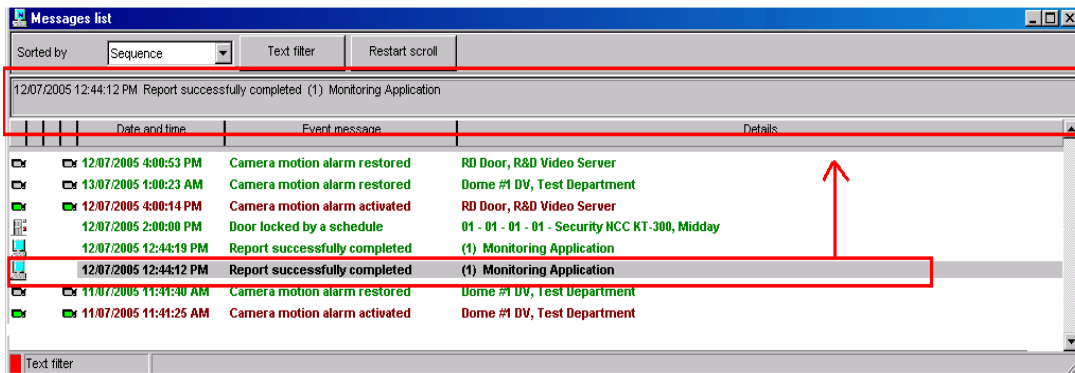 Messages list
Sorted by Sequence Text filter Restart scroll
12/07/2005 12:44:12 PM Report successfully completed (1) Monitoring Application
Date and time Event message Details
12/07/2005 4:00:53 PM Camera motion alarm restored RD Door, R&D Video Server
13/07/2005 1:00:23 AM Camera motion alarm restored Dome #1 DV, Test Department
12/07/2005 4:00:14 PM Camera motion alarm activated RD Door, R&D Video Server
12/07/2005 2:00:00 PM Door locked by a schedule 01 - 01 - 01 - 01 - Security NCC KT-300, Midday
12/07/2005 12:44:19 PM Report successfully completed (1) Monitoring Application
12/07/2005 12:44:12 PM Report successfully completed (1) Monitoring Application
11/07/2005 11:41:40 AM Camera motion alarm restored Dome #1 DV, Test Department
11/07/2005 11:41:25 AM Camera motion alarm activated Dome #1 DV, Test Department
Text filter